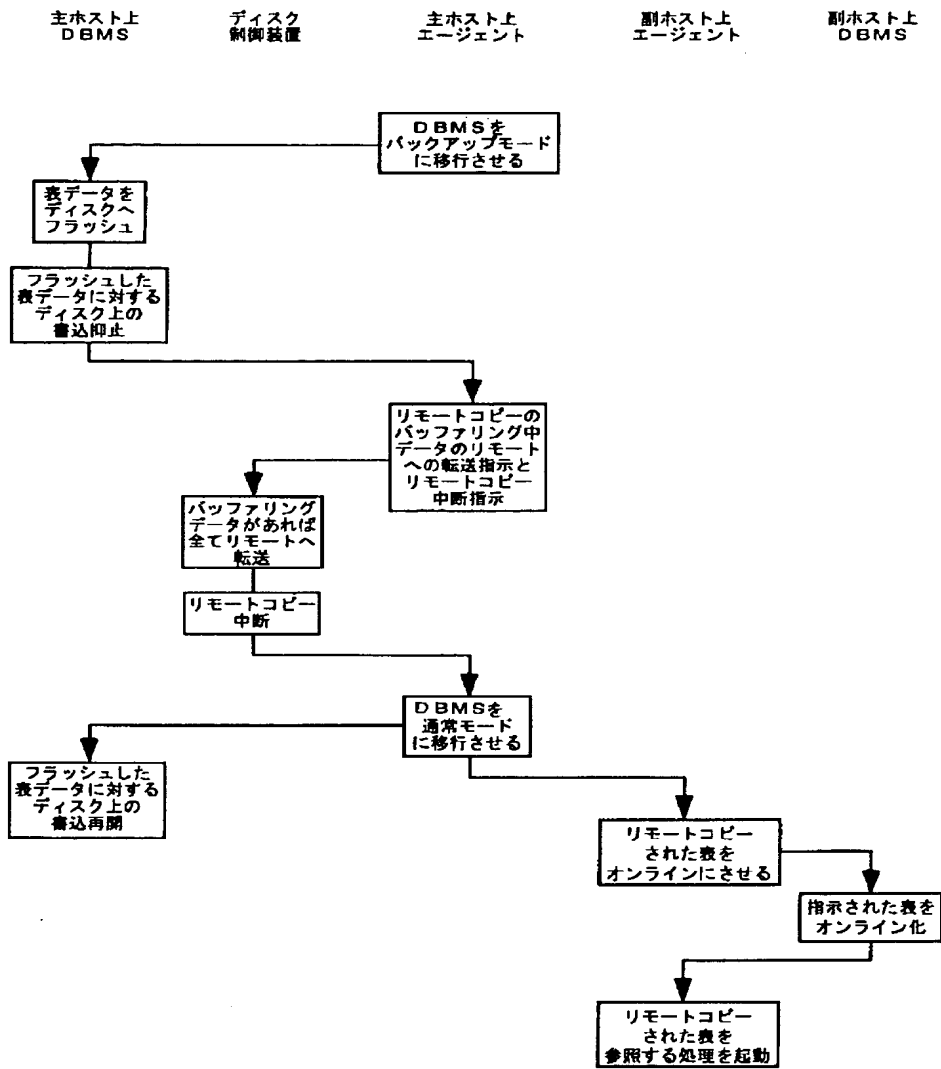 主ホスト上
DBMS
ディスク
制御装置
主ホスト上
エージェント
副ホスト上
エージェント
副ホスト上
DBMS
DBMSを
バックアップモード
に移行させる
表データを
ディスクへ
フラッシュ
フラッシュした
表データに対する
ディスク上の
書込抑止
リモートコピーの
バッファリング中
データのリモート
への転送指示と
リモートコピー
中断指示
バッファリング
データがあれば
全てリモートへ
転送
リモートコピー
中断
DBMSを
通常モード
に移行させる
フラッシュした
表データに対する
ディスク上の
書込再開
リモートコピー
された表を
オンラインにさせる
指示された表を
オンライン化
リモートコピー
された表を
参照する処理を起動